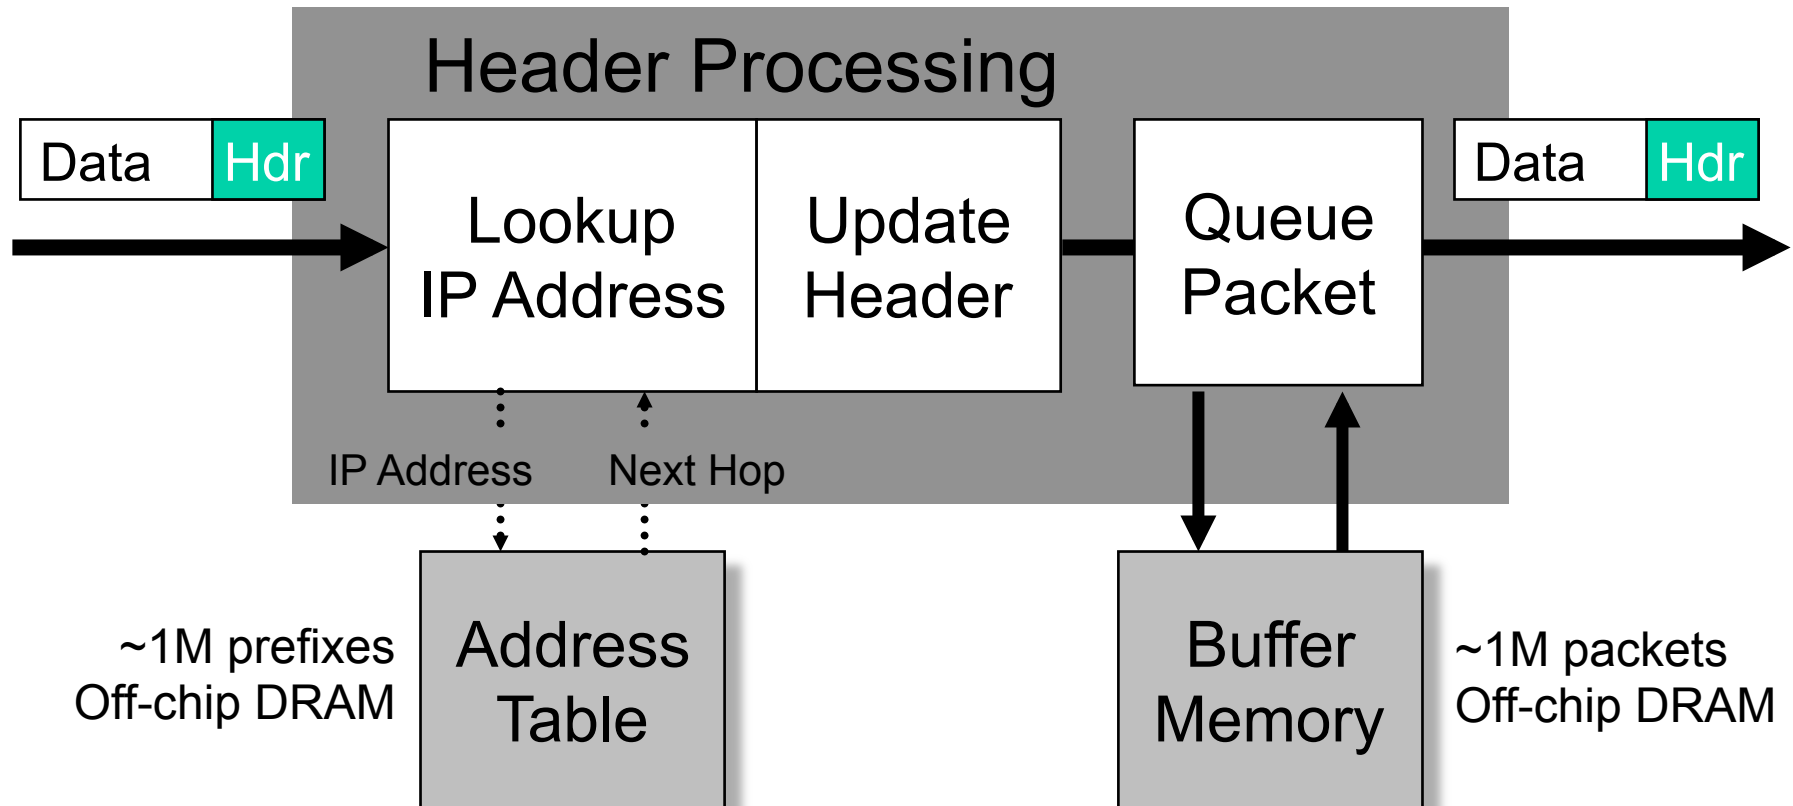 Header Processing
Data Hdr
Lookup
IP Address
Update
Header
Queue
Packet
Data Hdr
IP Address
Next Hop
~1M prefixes
Off-chip DRAM
Address
Table
Buffer
Memory
~1M packets
Off-chip DRAM